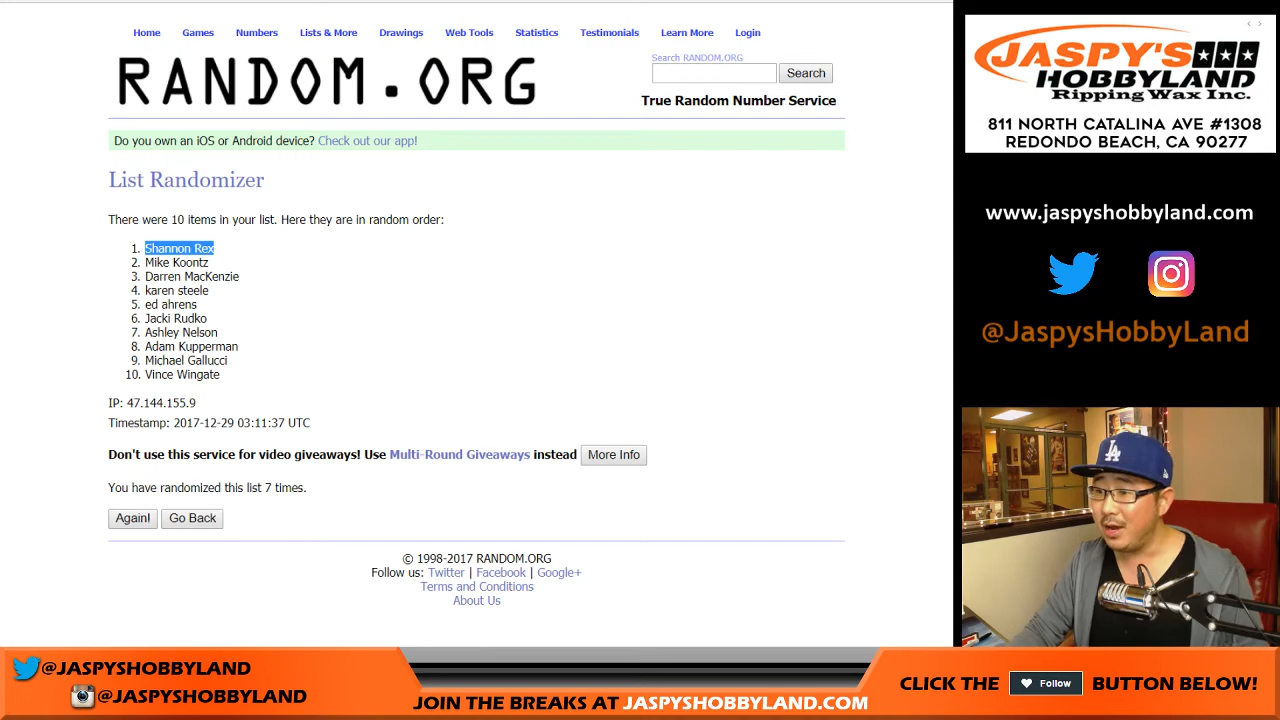 Home Games Numbers Lists & More Drawings Web Tools Statistics Testimonials Learn More Login
RANDOM.ORG
Search RANDOM.ORG
Search
True Random Number Service
Do you own an iOS or Android device? Check out our app!
List Randomizer
There were 10 items in your list. Here they are in random order:
1. Shannon Rex
2. Mike Koontz
3. Darren MacKenzie
4. karen steele
5. ed ahrens
6. Jacki Rudko
7. Ashley Nelson
8. Adam Kupperman
9. Michael Gallucci
10. Vince Wingate
IP: 47.144.155.9
Timestamp: 2017-12-29 03:11:37 UTC
Don't use this service for video giveaways! Use Multi-Round Giveaways instead More Info
You have randomized this list 7 times.
Again! Go Back
© 1998-2017 RANDOM.ORG
Follow us: Twitter | Facebook | Google+
Terms and Conditions
About Us
JASPY'S
HOBBYLAND
Ripping Wax Inc.
811 NORTH CATALINA AVE #1308
REDONDO BEACH, CA 90277
www.jaspyshobbyland.com
@JaspysHobbyLand
LA
@JASPYSHOBBYLAND
@JASPYSHOBBYLAND
JOIN THE BREAKS AT JASPYSHOBBYLAND.COM
CLICK THE Follow BUTTON BELOW!